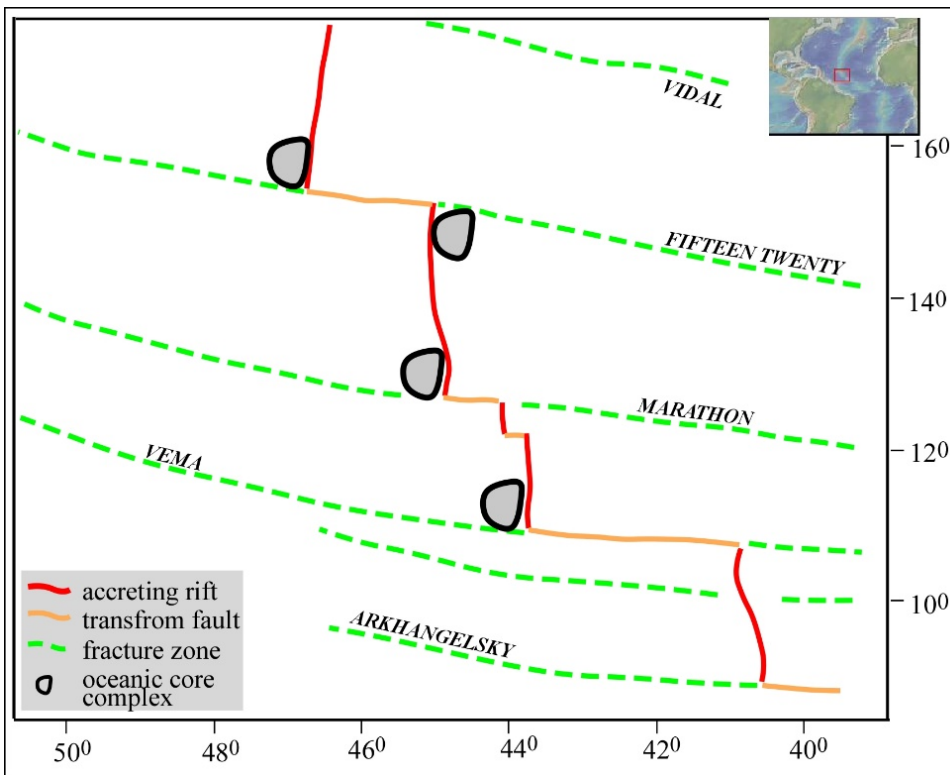 VIDAL
16⁰
FIFTEEN TWENTY
14⁰
MARATHON
12⁰
VEMA
10⁰
ARKHANGELSKY
accreting rift
transfrom fault
fracture zone
oceanic core
complex
50⁰ 48⁰ 46⁰ 44⁰ 42⁰ 40⁰